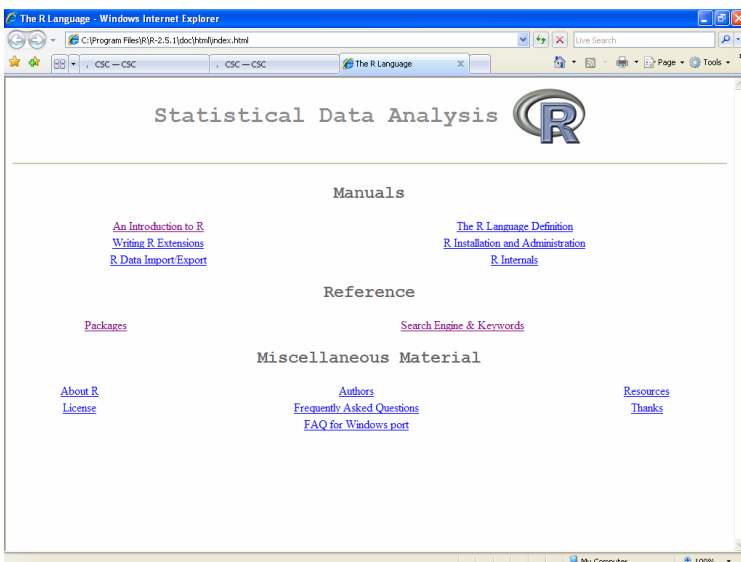 The R Language - Windows Internet Explorer
C:\Program Files\R\R-2.5.1\doc\html\index.html
Live Search
, CSC — CSC
, CSC — CSC
The R Language
Page
Tools
Statistical Data Analysis R
Manuals
An Introduction to R The R Language Definition
Writing R Extensions R Installation and Administration
R Data Import/Export R Internals
Reference
Packages Search Engine & Keywords
Miscellaneous Material
About R Authors Resources
License Frequently Asked Questions Thanks
FAQ for Windows port
My Computer 100%